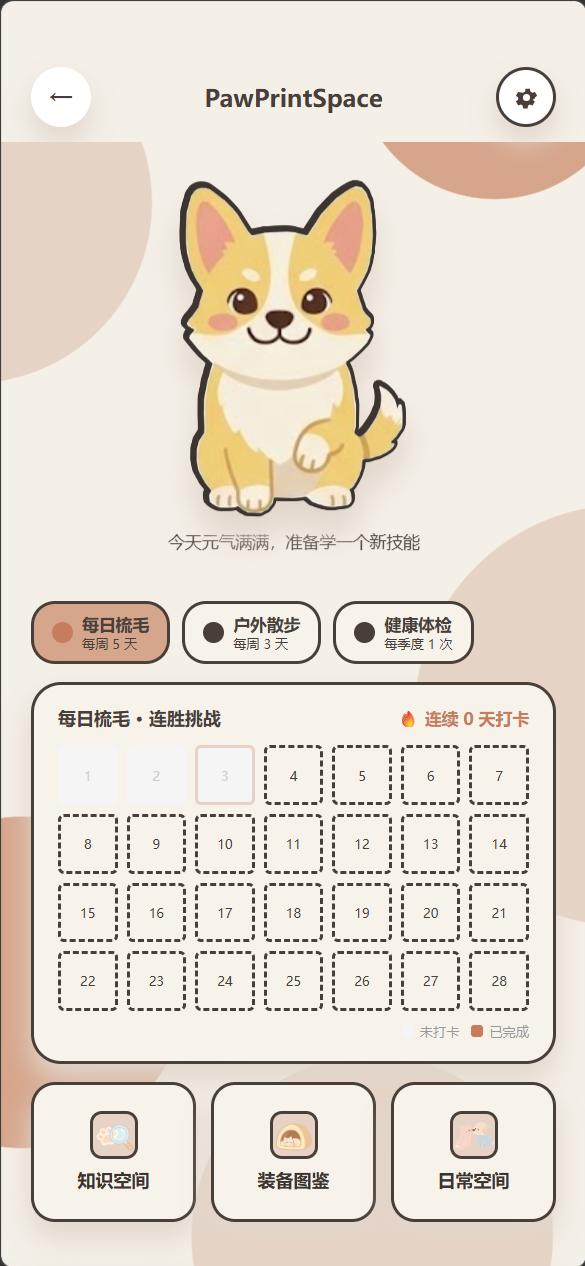 PawPrintSpace
今天元气满满，准备学一个新技能
每日梳毛
每周 5 天
户外散步
每周 3 天
健康体检
每季度 1 次
每日梳毛 · 连胜挑战
连续 0 天打卡
1 2 3 4 5 6 7
8 9 10 11 12 13 14
15 16 17 18 19 20 21
22 23 24 25 26 27 28
未打卡 已完成
知识空间
装备图鉴
日常空间